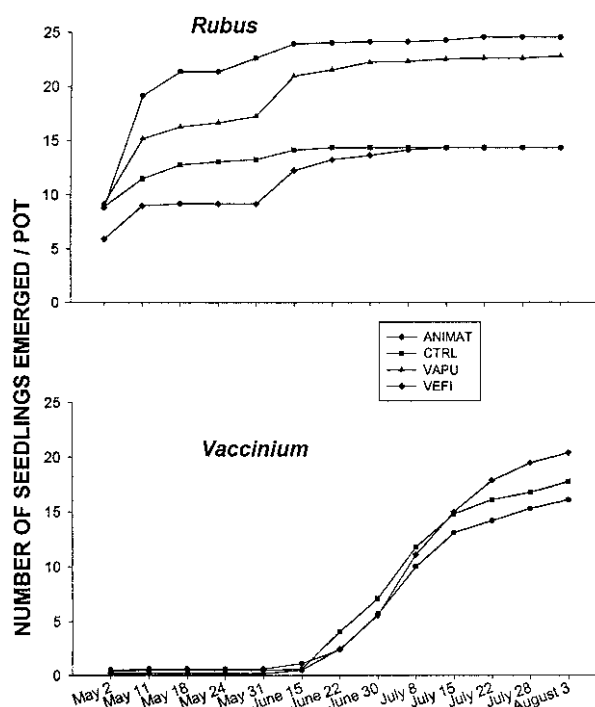 Rubus
25
20
15
10
5
0
NUMBER OF SEEDLINGS EMERGED / POT
ANIMAT
CTRL
VAPU
VEFI
Vaccinium
25
20
15
10
5
0
May 2
May 11
May 18
May 24
May 31
June 15
June 22
June 30
July 8
July 15
July 22
July 28
August 3